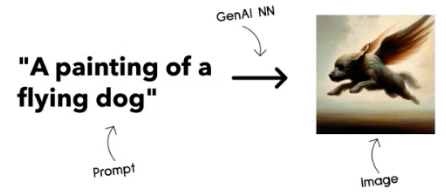 GenAI NN
"A painting of a
flying dog"
Prompt
Image